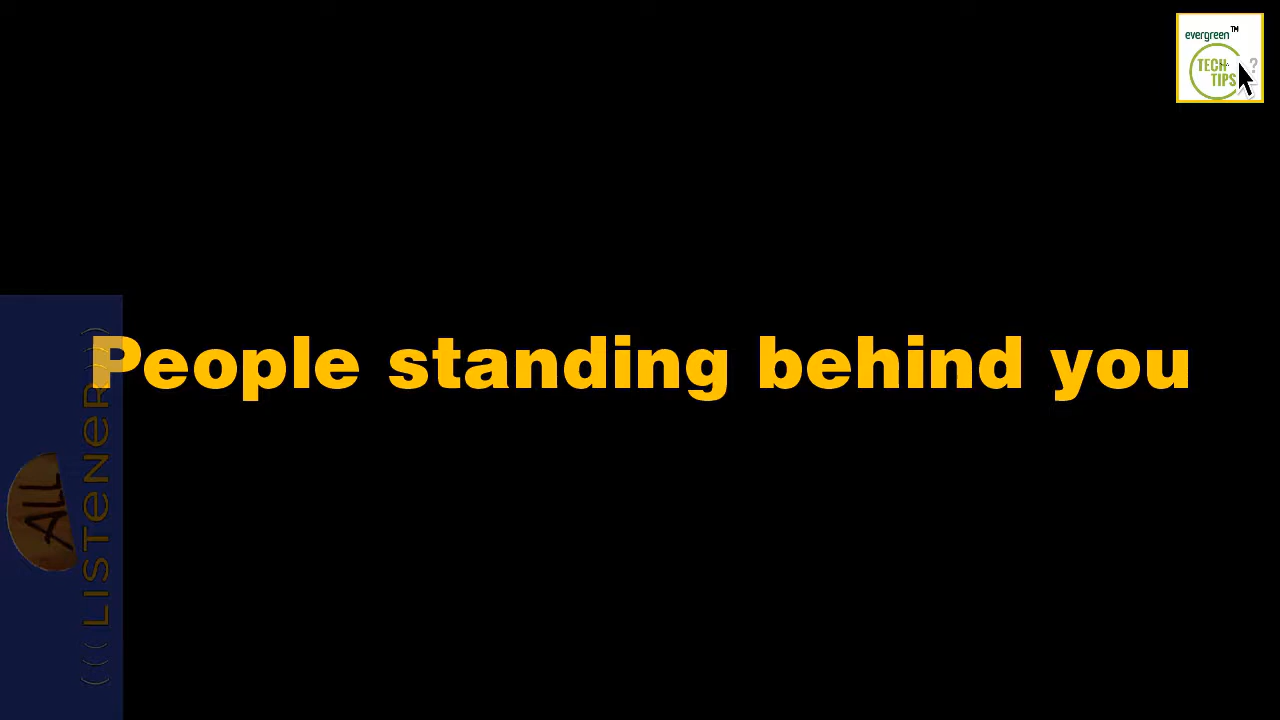 evergreen™
TECH
TIPS
?
People standing behind you
ALL
(((LISTENER)))